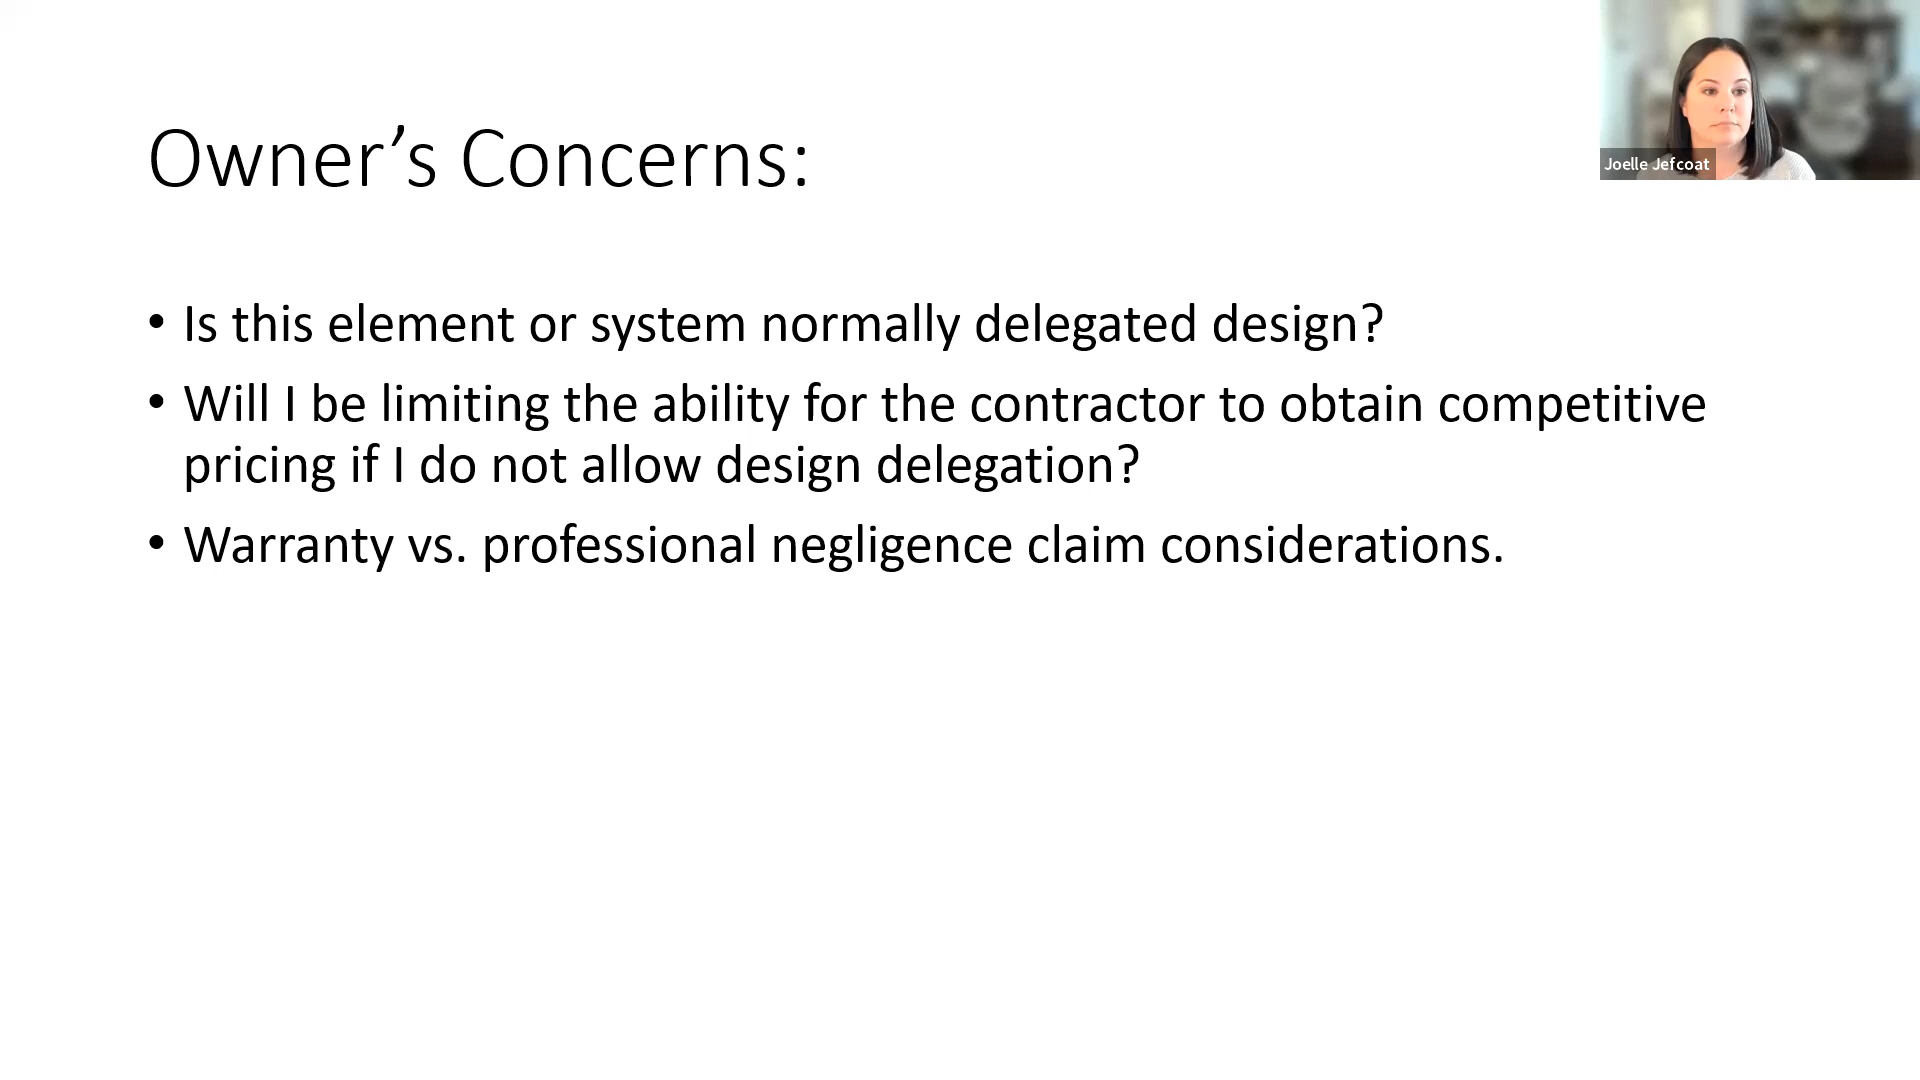 Owner’s Concerns:
Joelle Jefcoat
• Is this element or system normally delegated design?
• Will I be limiting the ability for the contractor to obtain competitive
pricing if I do not allow design delegation?
• Warranty vs. professional negligence claim considerations.